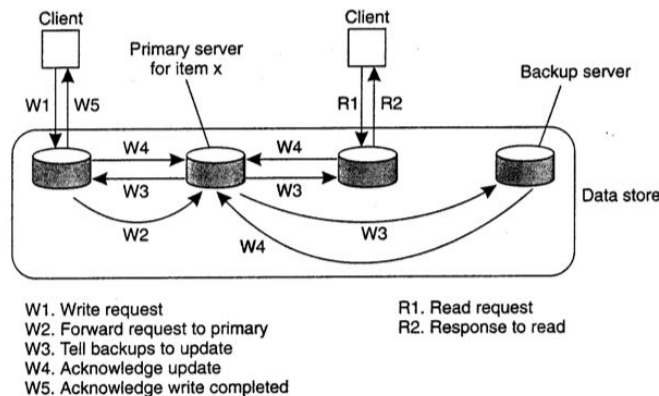 Client
Client
Primary server
for item x
Backup server
W1
W5
R1
R2
W4
W4
W3
W3
W2
W4
W3
Data store
W1. Write request
W2. Forward request to primary
W3. Tell backups to update
W4. Acknowledge update
W5. Acknowledge write completed
R1. Read request
R2. Response to read